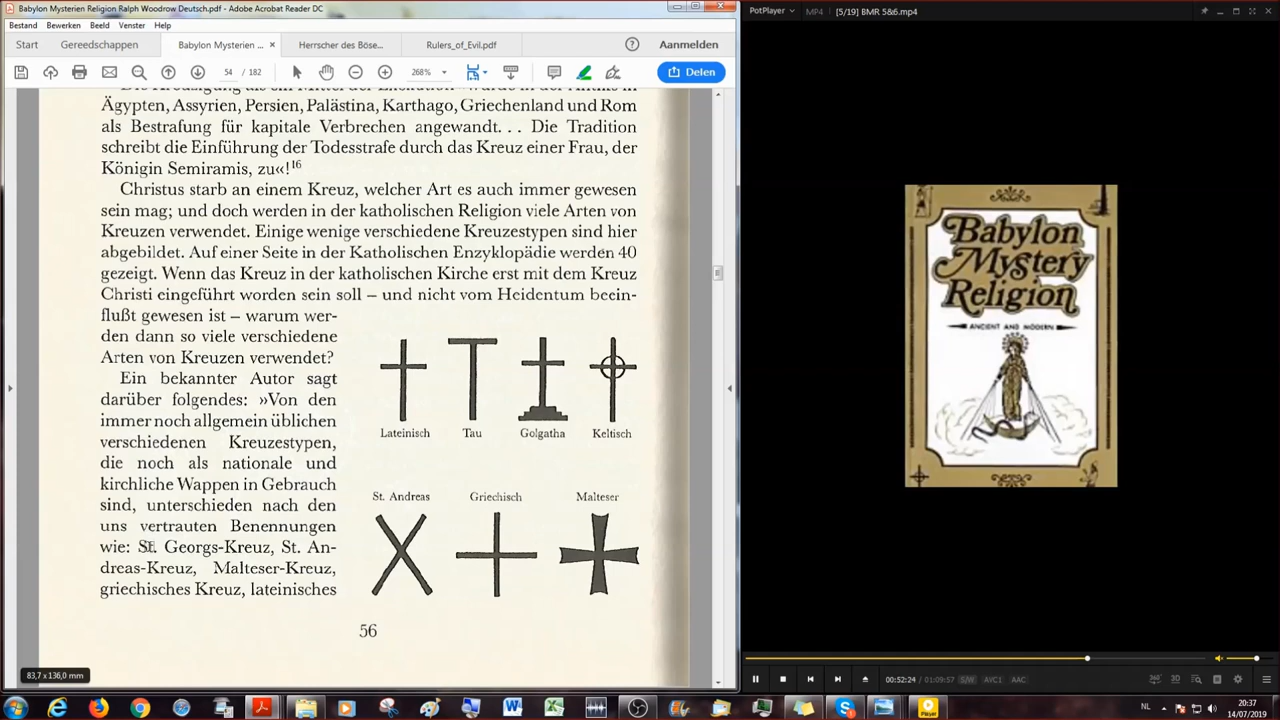 Babylon Mysterien Religion Ralph Woodrow Deutsch.pdf - Adobe Acrobat Reader DC
Bestand Bewerken Beeld Venster Help
Start Gereedschappen Babylon Mysterien ... × Herrscher des Böse... Rulers_of_Evil.pdf Aanmelden
54 / 182 268% Delen
Ägypten, Assyrien, Persien, Palästina, Karthago, Griechenland und Rom
als Bestrafung für kapitale Verbrechen angewandt. . . Die Tradition
schreibt die Einführung der Todesstrafe durch das Kreuz einer Frau, der
Königin Semiramis, zu«!16
Christus starb an einem Kreuz, welcher Art es auch immer gewesen
sein mag; und doch werden in der katholischen Religion viele Arten von
Kreuzen verwendet. Einige wenige verschiedene Kreuzestypen sind hier
abgebildet. Auf einer Seite in der Katholischen Enzyklopädie werden 40
gezeigt. Wenn das Kreuz in der katholischen Kirche erst mit dem Kreuz
Christi eingeführt worden sein soll – und nicht vom Heidentum beein-
flußt gewesen ist – warum wer-
den dann so viele verschiedene
Arten von Kreuzen verwendet?
Ein bekannter Autor sagt
darüber folgendes: »Von den
immer noch allgemein üblichen
verschiedenen Kreuzestypen,
die noch als nationale und
kirchliche Wappen in Gebrauch
sind, unterschieden nach den
uns vertrauten Benennungen
wie: St. Georgs-Kreuz, St. An-
dreas-Kreuz, Malteser-Kreuz,
griechisches Kreuz, lateinisches
Lateinisch Tau Golgatha Keltisch
St. Andreas Griechisch Malteser
56
83,7 x 136,0 mm
PotPlayer MP4 [5/19] BMR 5&6.mp4
Babylon
Mystery
Religion
ANCIENT AND MODERN
00:52:24 / 01:09:57 S/W AVC1 AAC
360°
3D
NL
20:37
14/07/2019